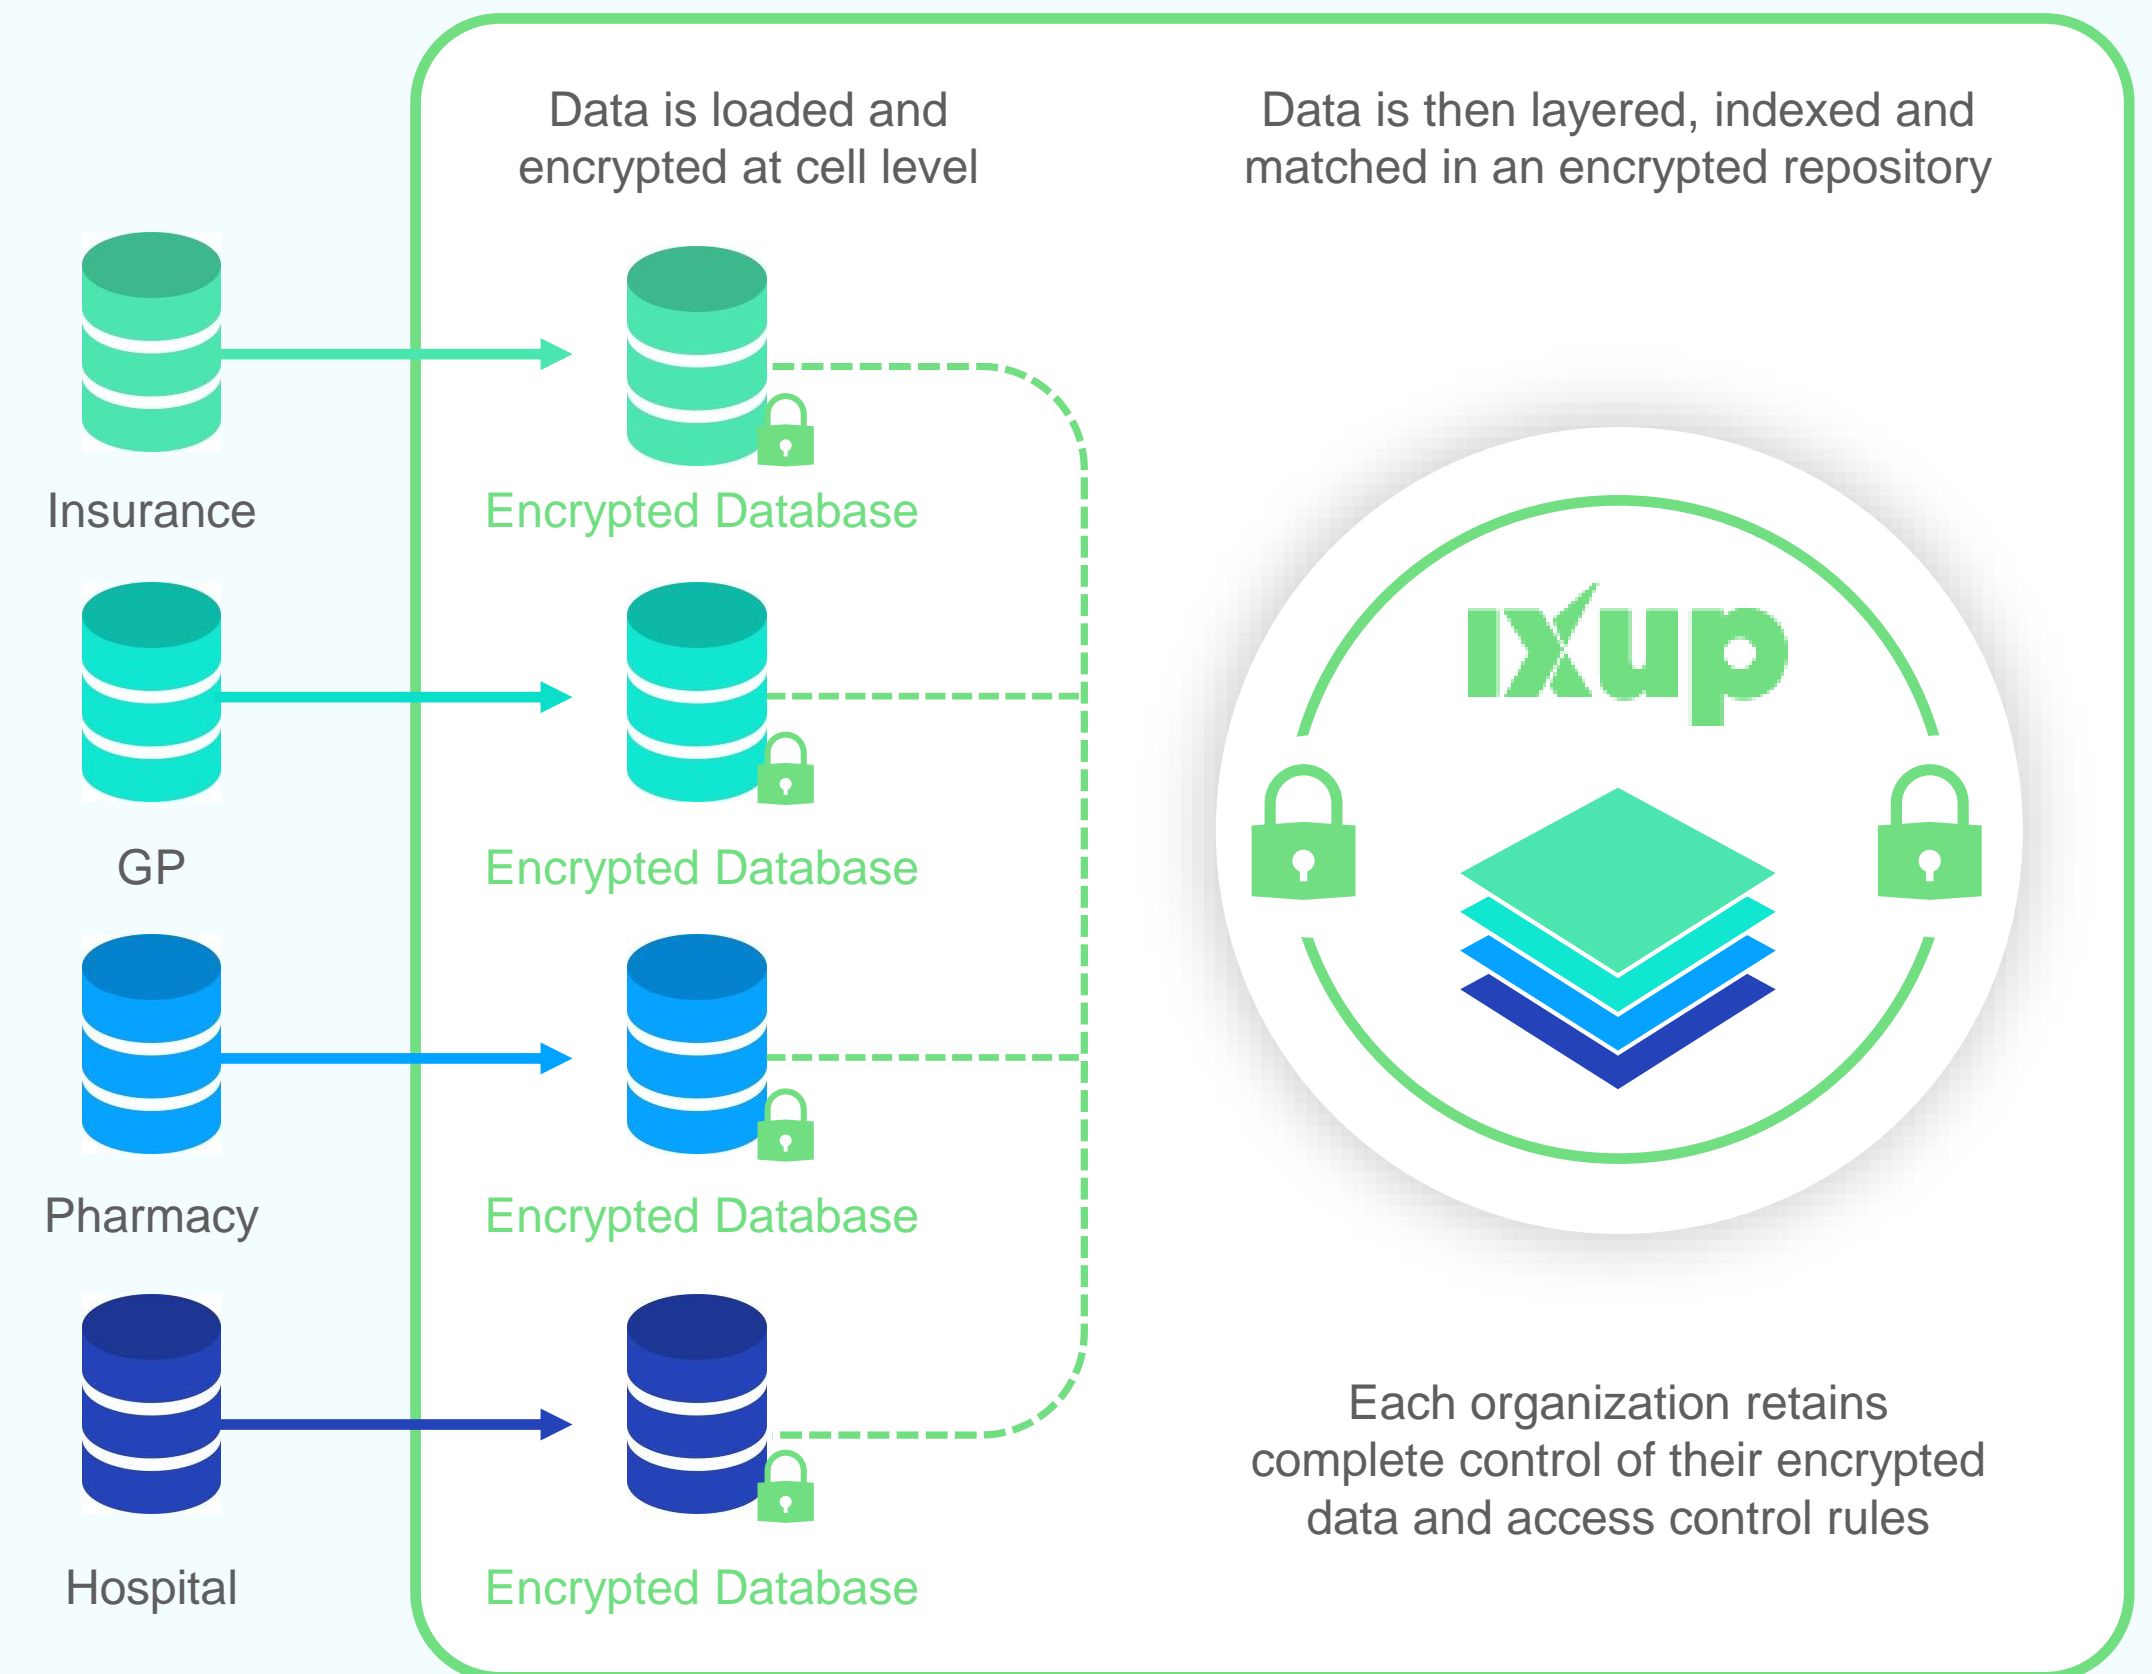 Data is loaded and
encrypted at cell level
Data is then layered, indexed and
matched in an encrypted repository
Insurance
Encrypted Database
ıxup
GP
Encrypted Database
Pharmacy
Encrypted Database
Each organization retains
complete control of their encrypted
data and access control rules
Hospital
Encrypted Database